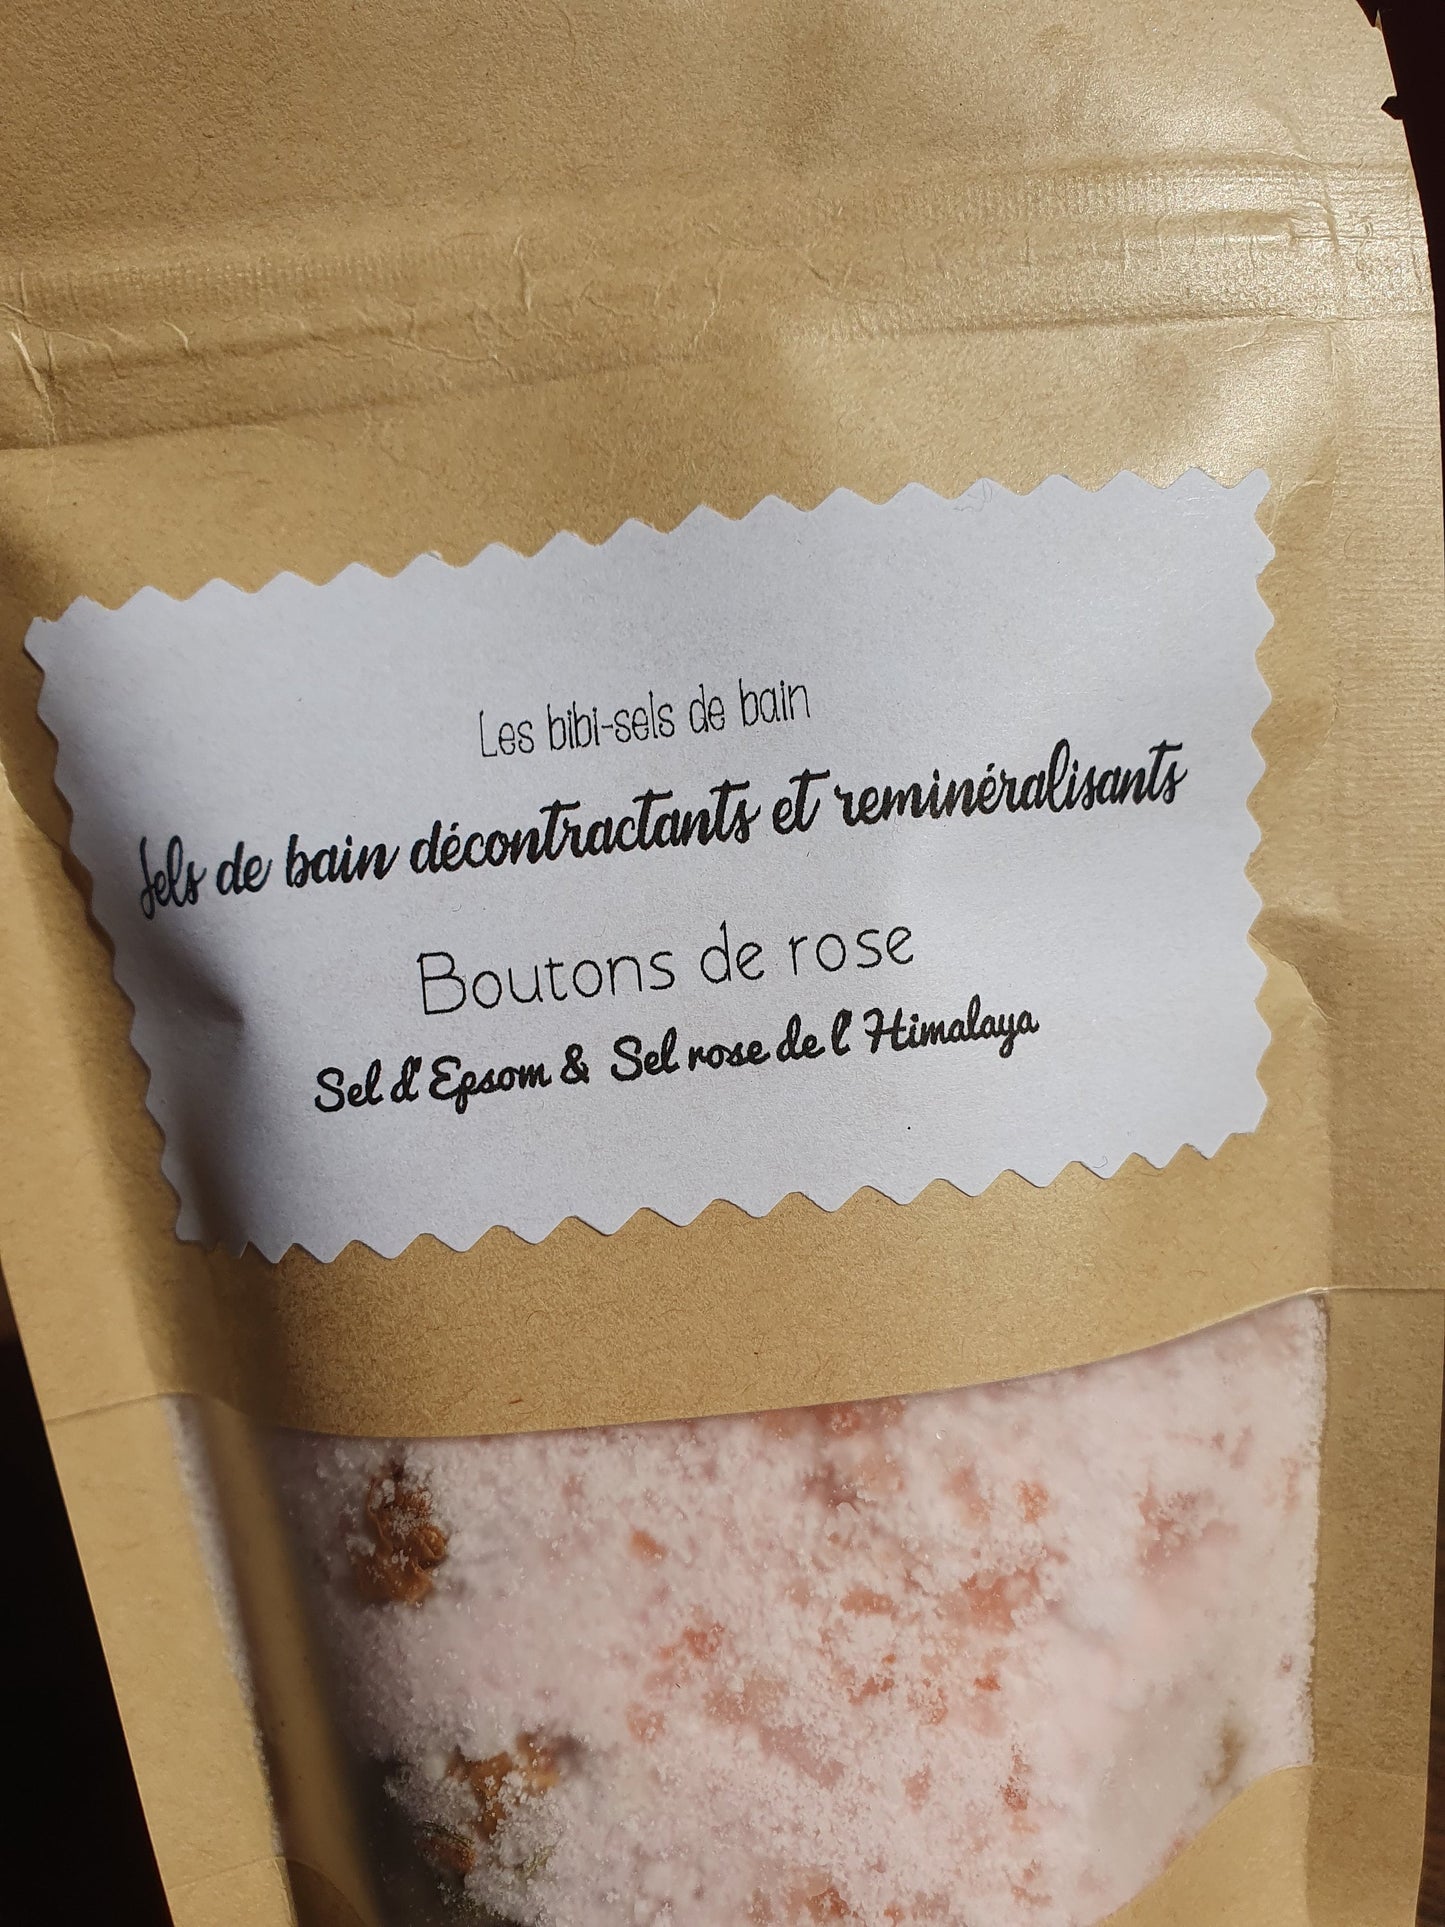 Les bibi-sels de bain
Sels de bain décontractants et reminéralisants
Boutons de rose
Sel d'Epsom & Sel rose de l'Himalaya